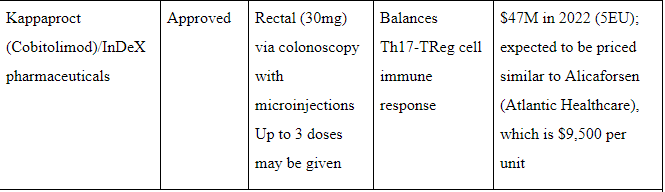 Kappaproct
(Cobitolimod)/InDeX
pharmaceuticals
Approved
Rectal (30mg)
via colonoscopy
with
microinjections
Up to 3 doses
may be given
Balances
Th17-TReg cell
immune
response
$47M in 2022 (5EU);
expected to be priced
similar to Alicaforsen
(Atlantic Healthcare),
which is $9,500 per
unit